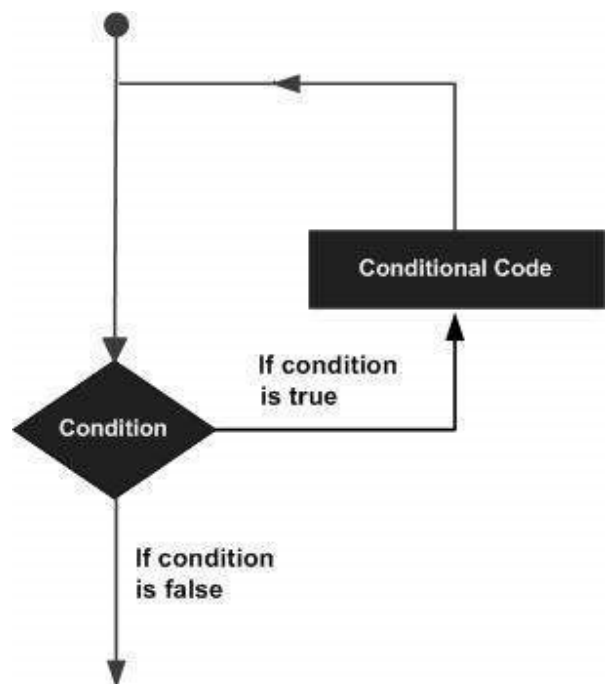 Conditional Code
If condition
is true
Condition
If condition
is false